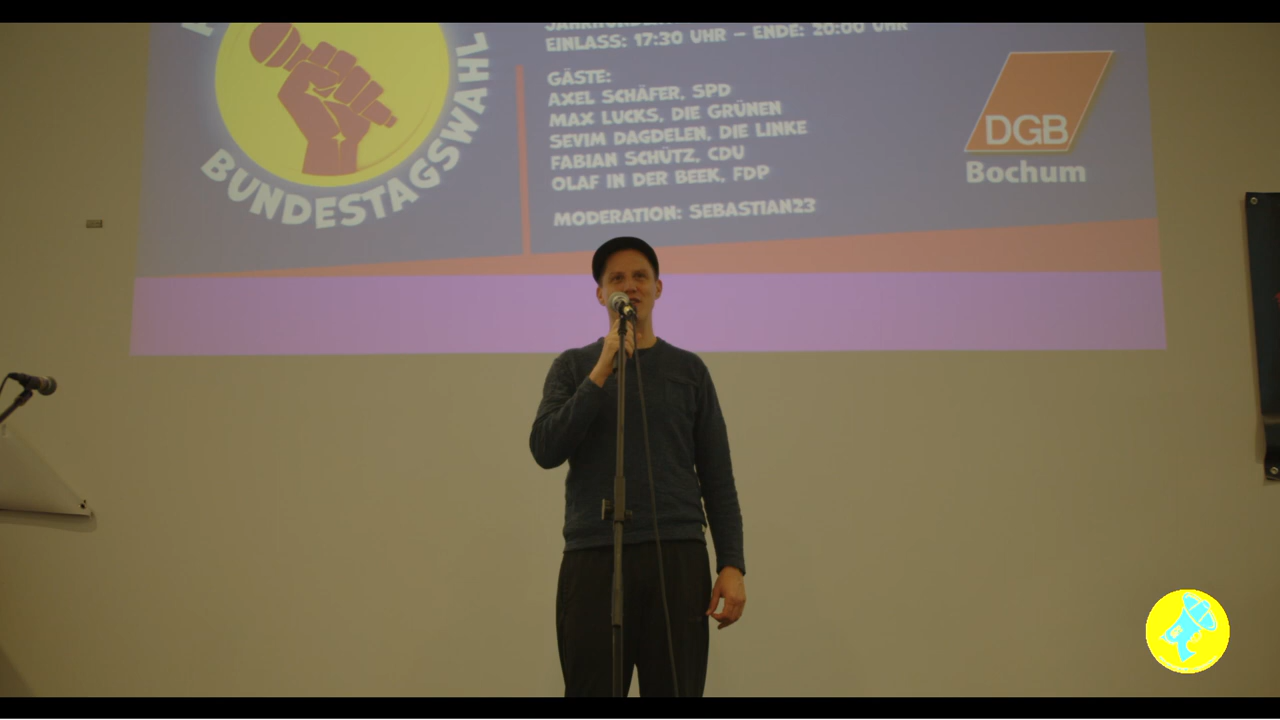 BUNDESTAGSWAHL
EINLASS: 17:30 UHR – ENDE: 20:00 UHR
GÄSTE:
AXEL SCHÄFER, SPD
MAX LUCKS, DIE GRÜNEN
SEVIM DAGDELEN, DIE LINKE
FABIAN SCHÜTZ, CDU
OLAF IN DER BEEK, FDP
MODERATION: SEBASTIAN23
DGB
Bochum